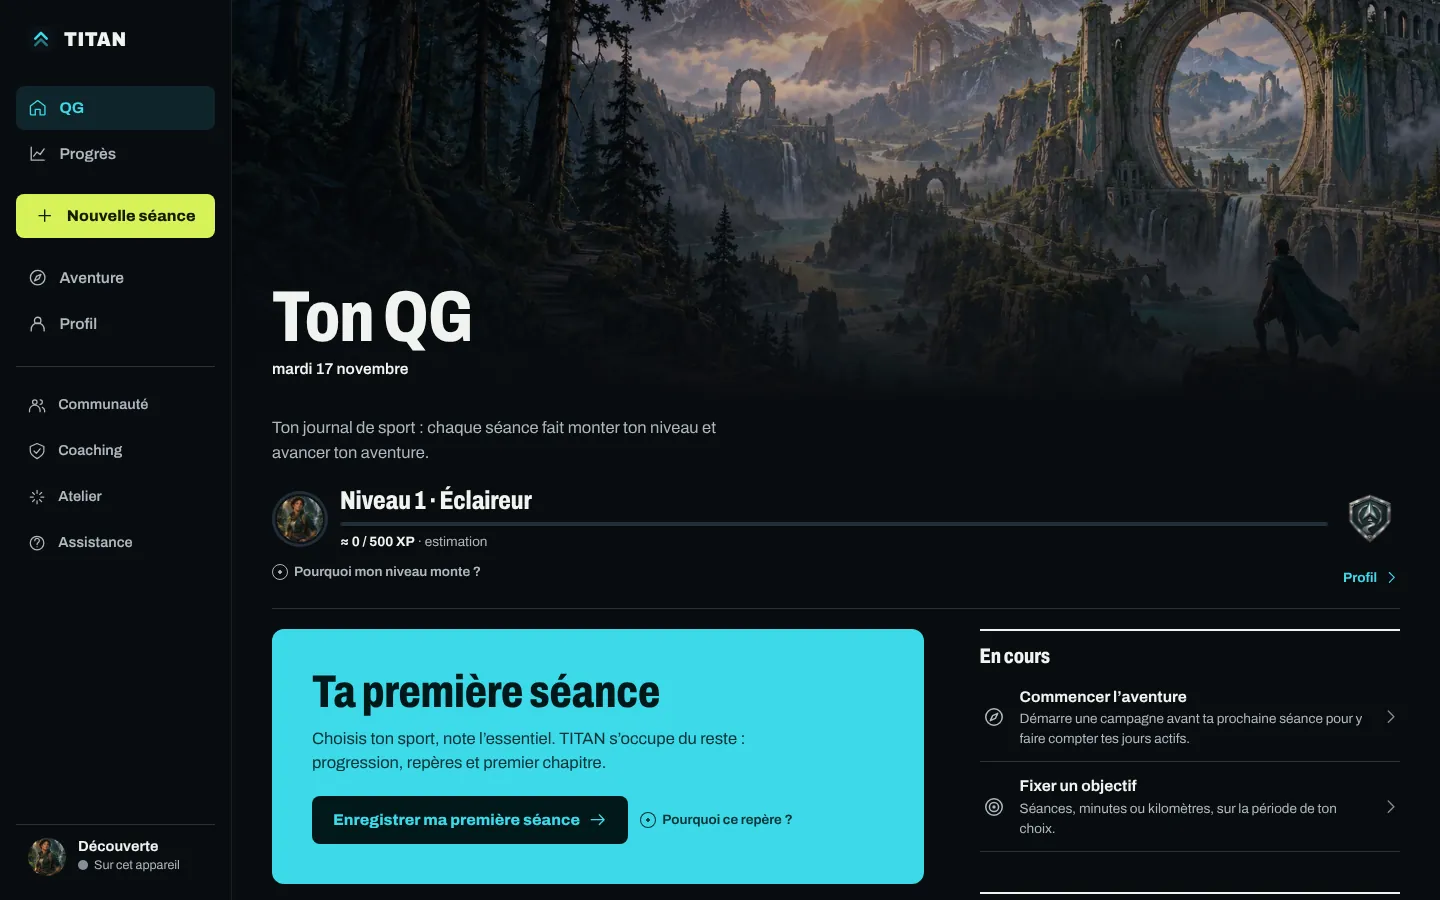 TITAN
QG
Progrès
Nouvelle séance
Aventure
Profil
Communauté
Coaching
Atelier
Assistance
Découverte
Sur cet appareil
Ton QG
mardi 17 novembre
Ton journal de sport : chaque séance fait monter ton niveau et
avancer ton aventure.
Niveau 1 · Éclaireur
≈ 0 / 500 XP · estimation
Pourquoi mon niveau monte ?
Profil
Ta première séance
Choisis ton sport, note l’essentiel. TITAN s’occupe du reste :
progression, repères et premier chapitre.
Enregistrer ma première séance
Pourquoi ce repère ?
En cours
Commencer l’aventure
Démarre une campagne avant ta prochaine séance pour y
faire compter tes jours actifs.
Fixer un objectif
Séances, minutes ou kilomètres, sur la période de ton
choix.